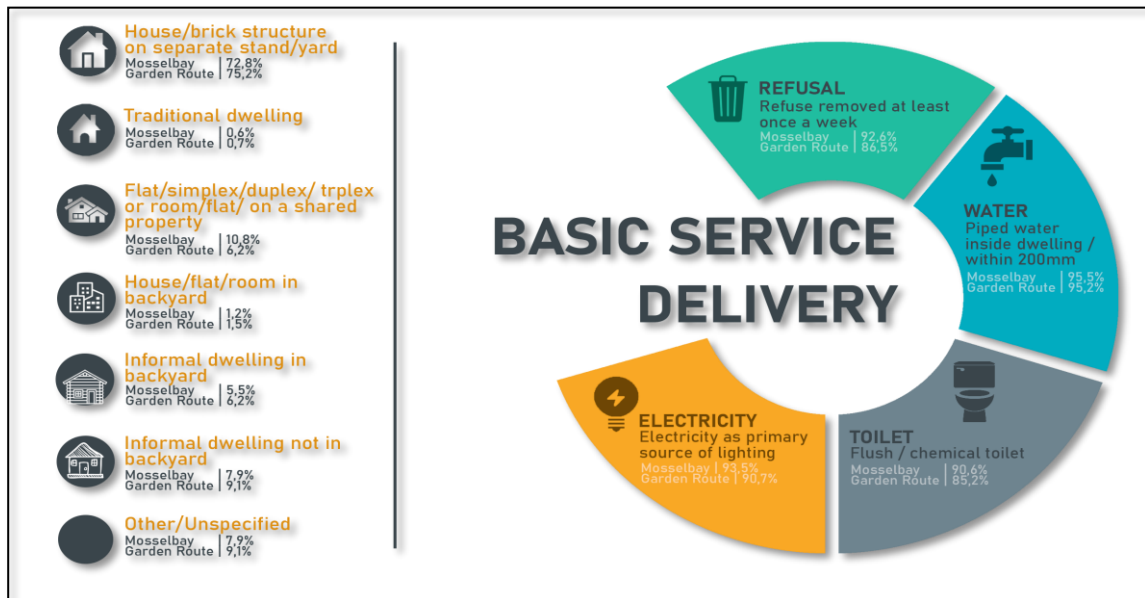 House/brick structure
on separate stand/yard
Mosselbay | 72,8%
Garden Route | 75,2%
Traditional dwelling
Mosselbay | 0,6%
Garden Route | 0,7%
Flat/simplex/duplex/ trplex
or room/flat/ on a shared
property
Mosselbay | 10,8%
Garden Route | 6,2%
House/flat/room in
backyard
Mosselbay | 1,2%
Garden Route | 1,5%
Informal dwelling in
backyard
Mosselbay | 5,5%
Garden Route | 6,2%
Informal dwelling not in
backyard
Mosselbay | 7,9%
Garden Route | 9,1%
Other/Unspecified
Mosselbay | 7,9%
Garden Route | 9,1%
BASIC SERVICE
DELIVERY
REFUSAL
Refuse removed at least
once a week
Mosselbay | 92,6%
Garden Route | 86,5%
WATER
Piped water
inside dwelling /
within 200mm
Mosselbay | 95,5%
Garden Route | 95,2%
TOILET
Flush / chemical toilet
Mosselbay | 90,6%
Garden Route | 85,2%
ELECTRICITY
Electricity as primary
source of lighting
Mosselbay | 93,5%
Garden Route | 90,7%